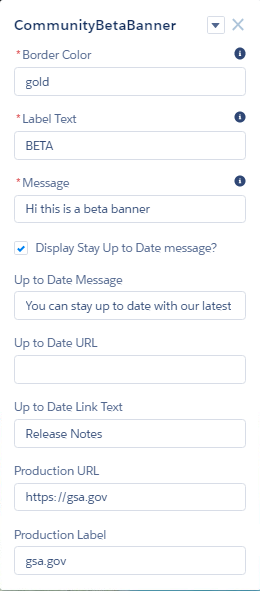 CommunityBetaBanner
*Border Color
gold
*Label Text
BETA
*Message
Hi this is a beta banner
Display Stay Up to Date message?
Up to Date Message
You can stay up to date with our latest
Up to Date URL
Up to Date Link Text
Release Notes
Production URL
https://gsa.gov
Production Label
gsa.gov